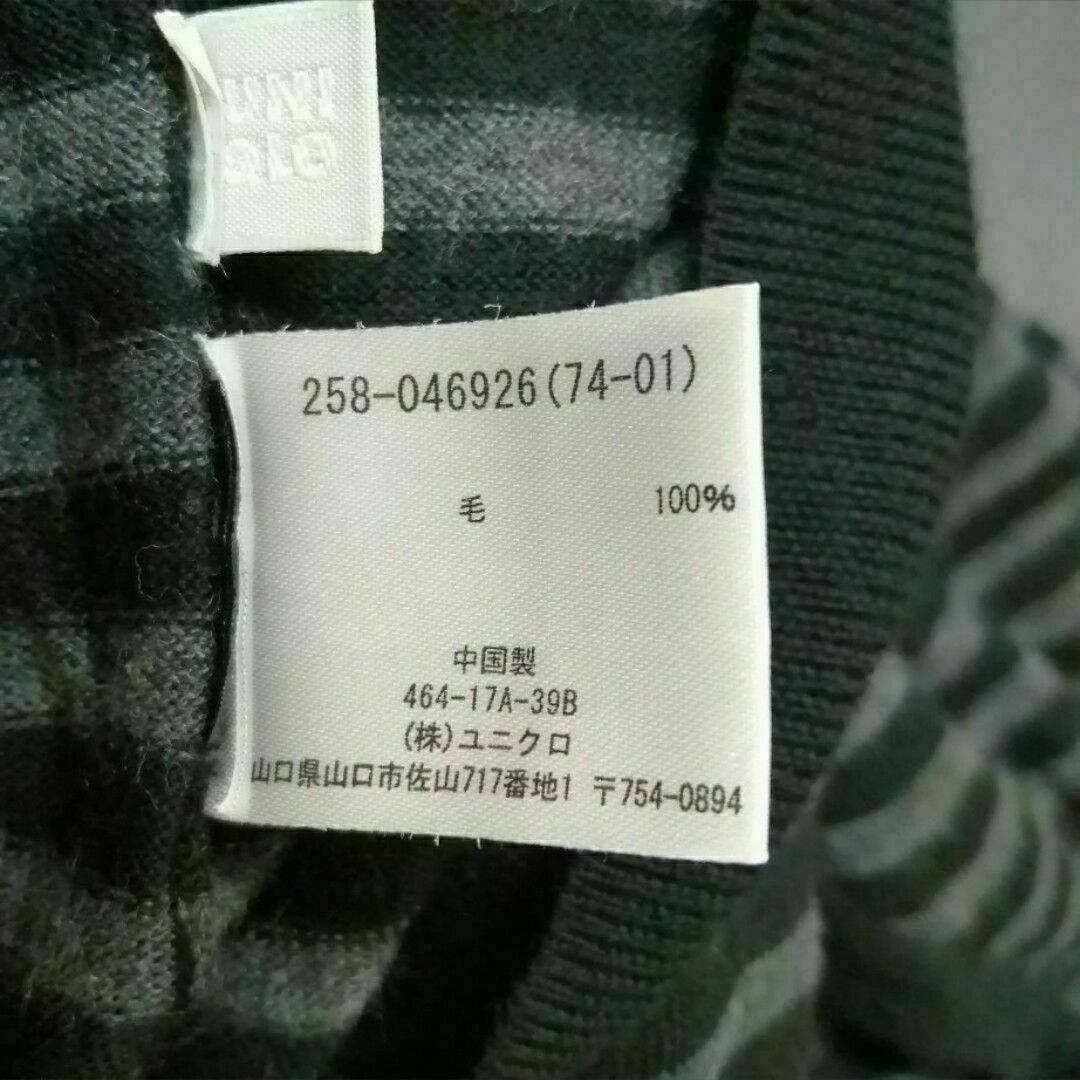 258-046926(74-01)
毛 100%
中国製
464-17A-39B
(株)ユニクロ
山口県山口市佐山717番地1 〒754-0894